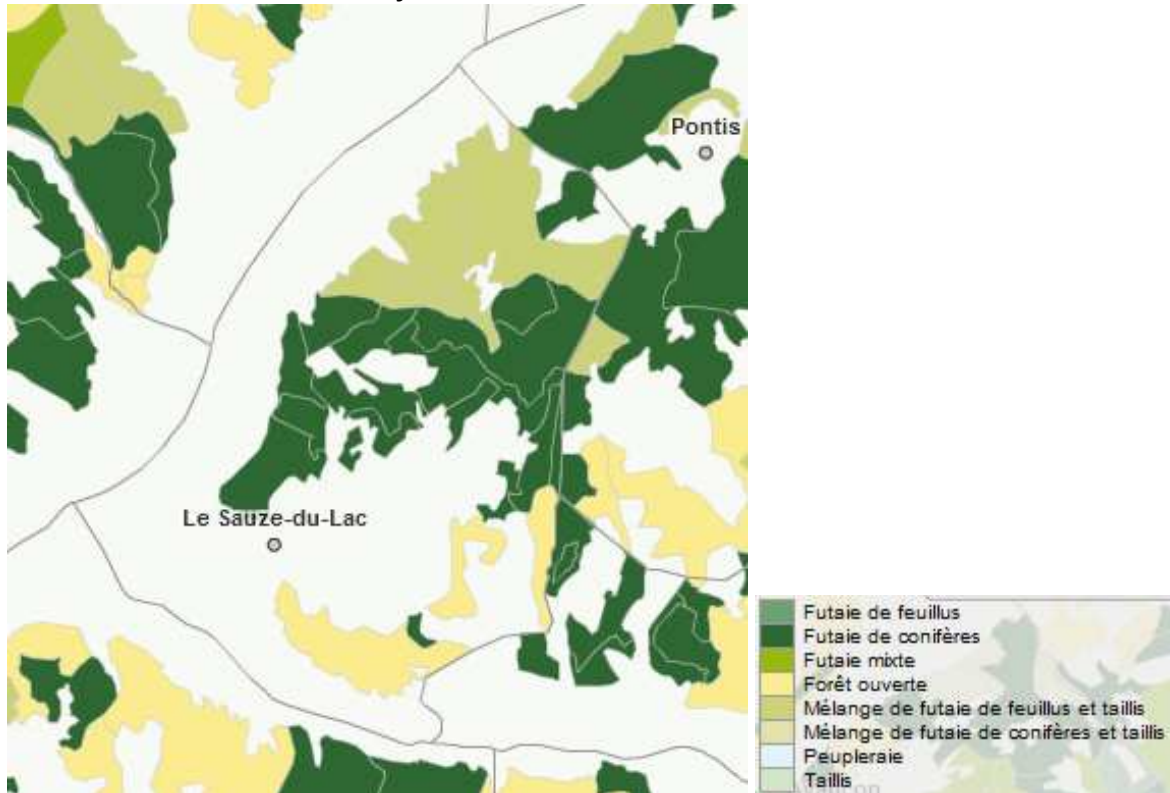 Pontis
Le Sauze-du-Lac
Futaie de feuillus
Futaie de conifères
Futaie mixte
Forêt ouverte
Mélange de futaie de feuillus et taillis
Mélange de futaie de conifères et taillis
Peupleraie
Taillis